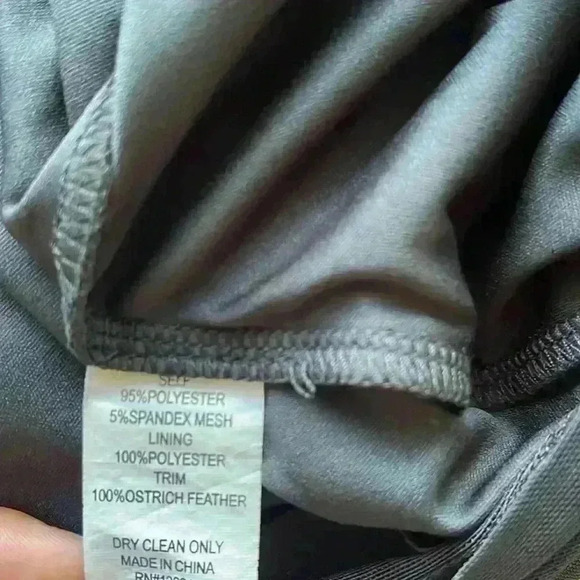 SELF
95%POLYESTER
5%SPANDEX MESH
LINING
100%POLYESTER
TRIM
100%OSTRICH FEATHER
DRY CLEAN ONLY
MADE IN CHINA